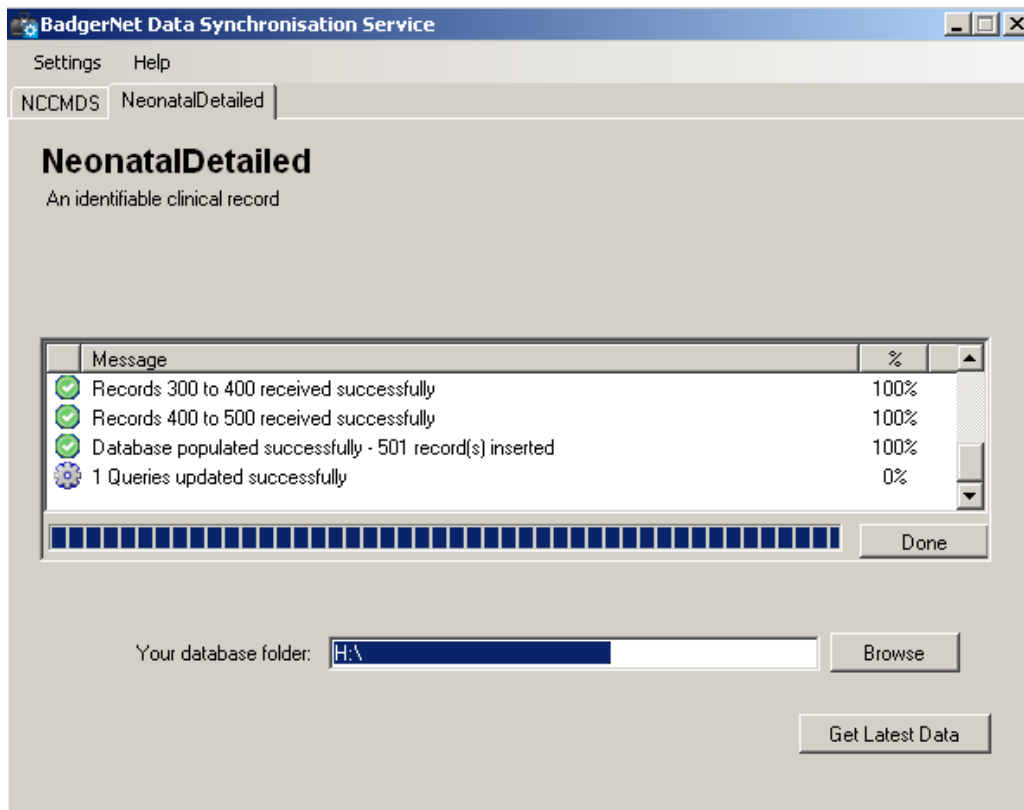 BadgerNet Data Synchronisation Service
Settings Help
NCCMDS NeonatalDetailed
NeonatalDetailed
An identifiable clinical record
Message %
Records 300 to 400 received successfully 100%
Records 400 to 500 received successfully 100%
Database populated successfully - 501 record(s) inserted 100%
1 Queries updated successfully 0%
Done
Your database folder: H:\ Browse
Get Latest Data